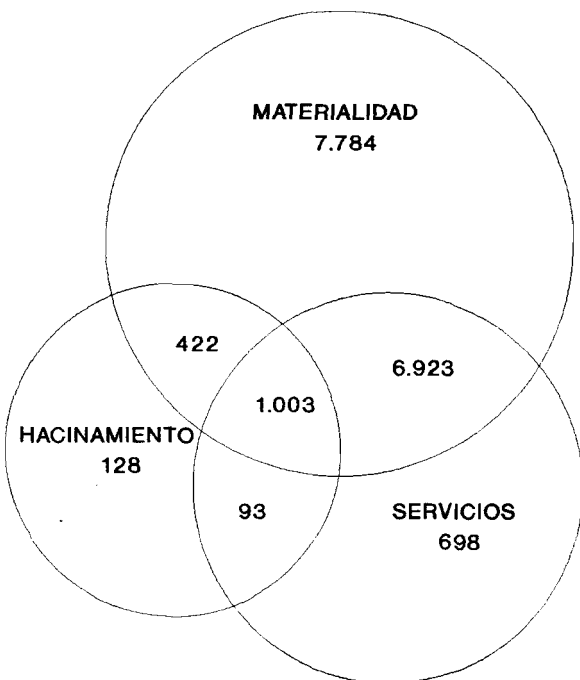 MATERIALIDAD
7.784
422
6.923
1.003
HACINAMIENTO
128
93
SERVICIOS
698